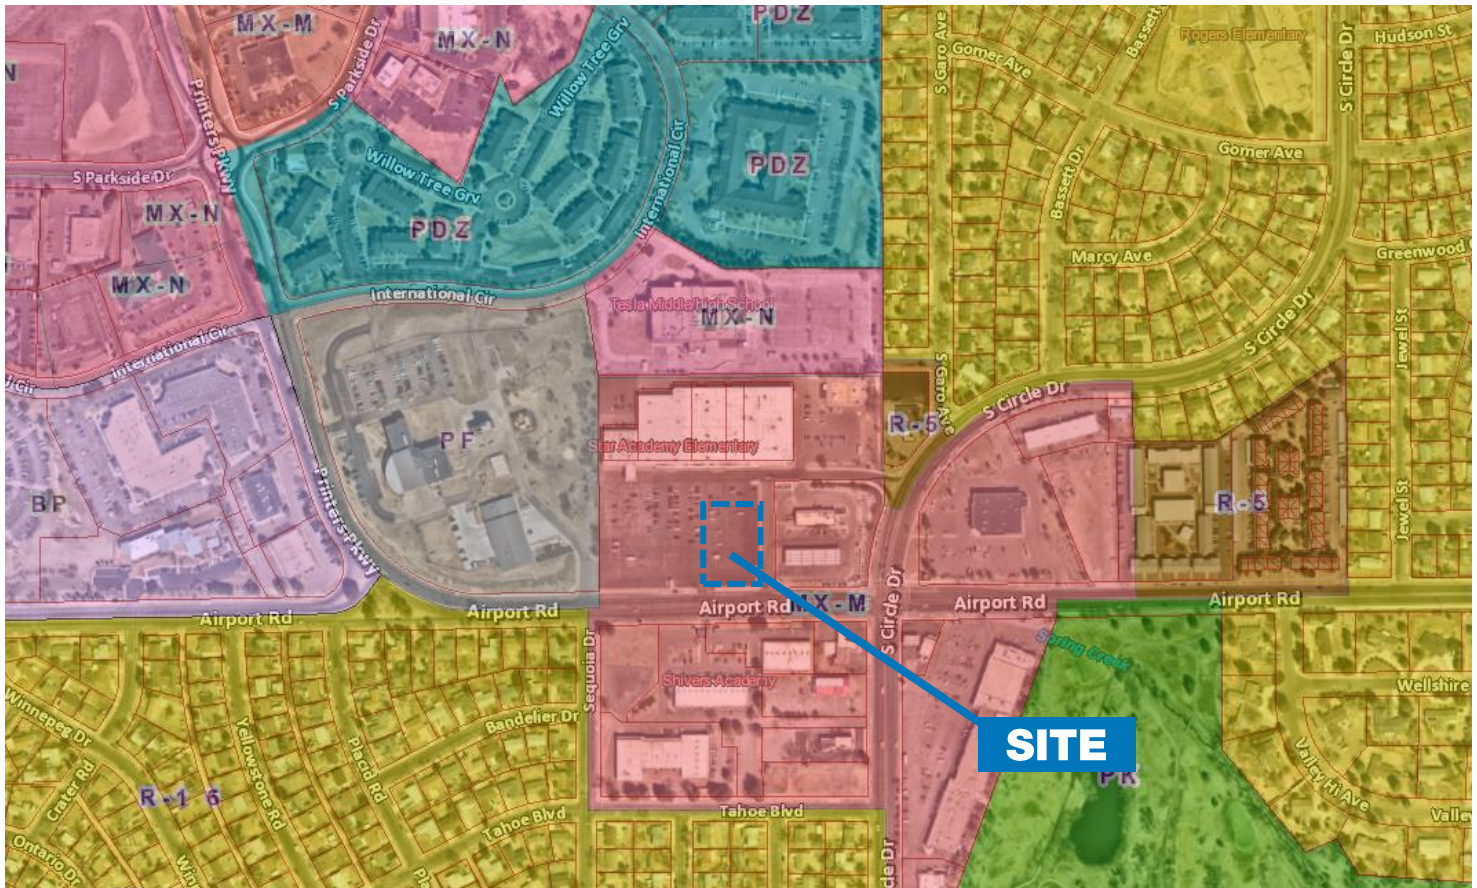 MX-M
PDZ
MX-N
Rogers Elementary
Hudson St
S Circle Dr
S Garo Ave
Gomer Ave
S Parkside Dr
Willow Tree Grv
Printers Pkwy
Gomer Ave
PDZ
Willow Tree Grv
S Parkside Dr
International Cir
Bassett Dr
MX-N
PDZ
Marcy Ave
Greenwood
MX-N
International Cir
Tesla Middle/High School
MX-N
S Circle Dr
Jewel St
International Cir
S Garo Ave
S Circle Dr
R-5
PF
Star Academy Elementary
BP
Printers Pkwy
R-5
Jewel St
S Circle Dr
Airport Rd
Airport Rd
Airport Rd
MX-M
Airport Rd
Airport Rd
Sequoia Dr
Spring Creek
Shivers Academy
Wellshire
Winnepeg Dr
Bandelier Dr
Yellowstone Rd
Placid Rd
SITE
PK
Crater Rd
R-1 6
Valleyhi Ave
Tahoe Blvd
Tahoe Blvd
Valle
Ontario Dr